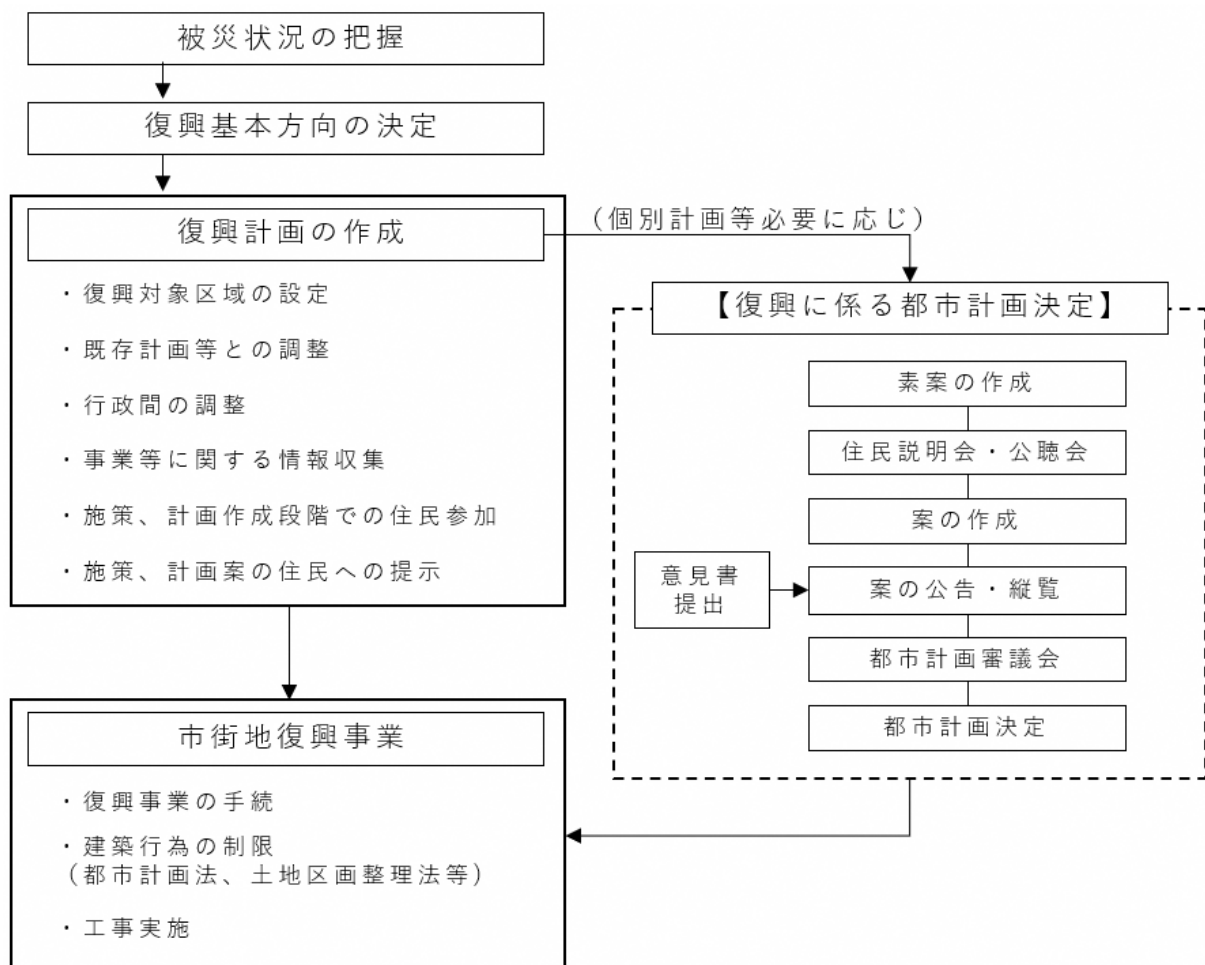 被災状況の把握
復興基本方向の決定
復興計画の作成
・復興対象区域の設定
・既存計画等との調整
・行政間の調整
・事業等に関する情報収集
・施策、計画作成段階での住民参加
・施策、計画案の住民への提示
(個別計画等必要に応じ)
【復興に係る都市計画決定】
素案の作成
住民説明会・公聴会
案の作成
意見書
提出
案の公告・縦覧
都市計画審議会
都市計画決定
市街地復興事業
・復興事業の手続
・建築行為の制限
(都市計画法、土地区画整理法等)
・工事実施